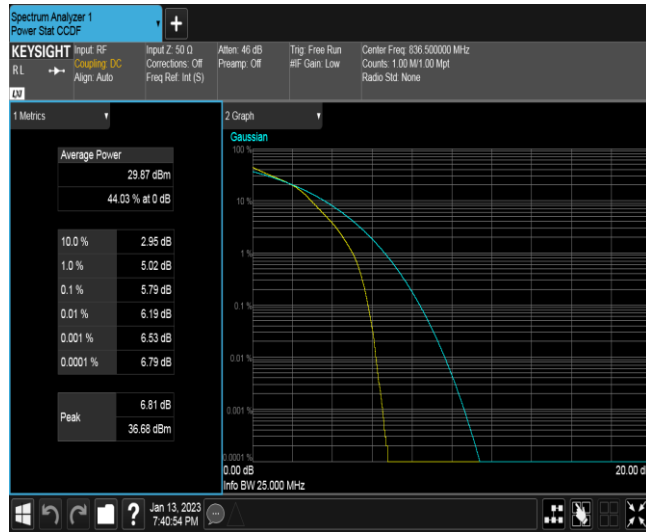 Spectrum Analyzer 1
Power Stat CCDF
+
KEYSIGHT
RL
LXI
Input: RF
Coupling: DC
Align: Auto
Input Z: 50 Ω
Corrections: Off
Freq Ref: Int (S)
Atten: 46 dB
Preamp: Off
Trig: Free Run
#IF Gain: Low
Center Freq: 836.500000 MHz
Counts: 1.00 M/1.00 Mpt
Radio Std: None
1 Metrics
Average Power
29.87 dBm
44.03 % at 0 dB
10.0 % 2.95 dB
1.0 % 5.02 dB
0.1 % 5.79 dB
0.01 % 6.19 dB
0.001 % 6.53 dB
0.0001 % 6.79 dB
Peak
6.81 dB
36.68 dBm
2 Graph
Gaussian
100 %
10 %
1 %
0.1 %
0.01 %
0.001 %
0.0001 %
0.00 dB
20.00 d
Info BW 25.000 MHz
?
Jan 13, 2023
7:40:54 PM